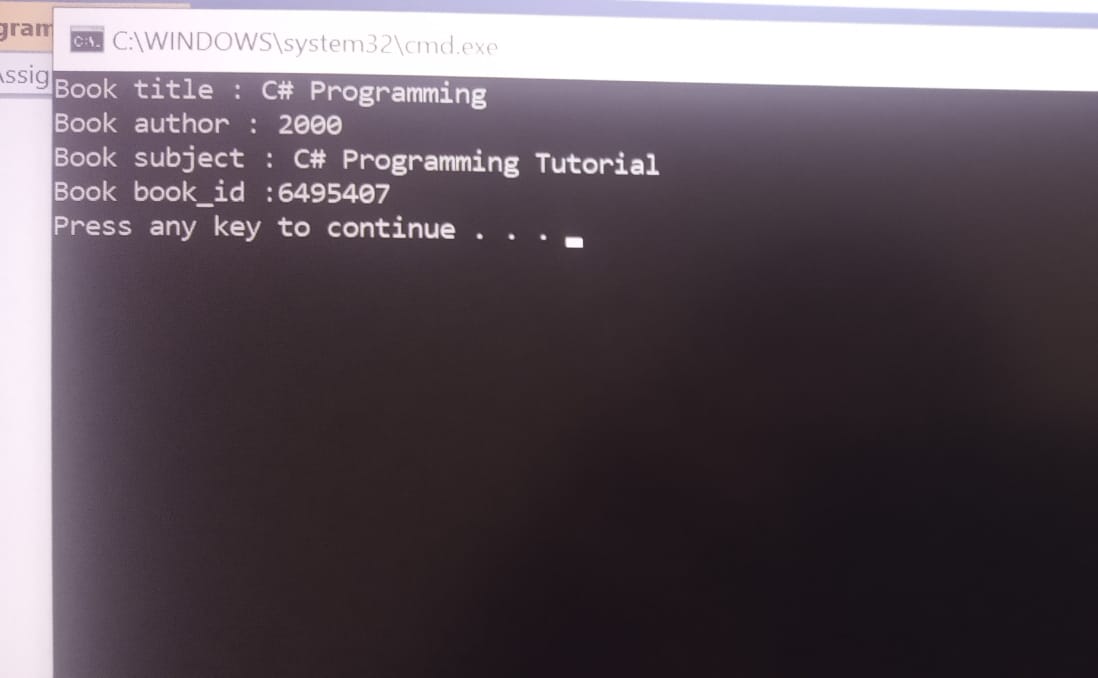 gram
Assig
C:\WINDOWS\system32\cmd.exe
Book title : C# Programming
Book author : 2000
Book subject : C# Programming Tutorial
Book book_id :6495407
Press any key to continue . . .